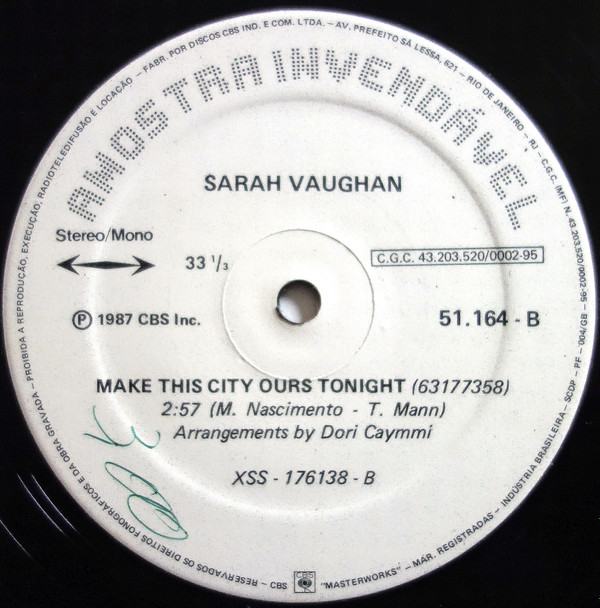 RESERVADOS OS DIREITOS FONOGRÁFICOS E DA OBRA GRAVADA - PROIBIDA A REPRODUÇÃO, EXECUÇÃO, RADIOTELEDIFUSÃO E LOCAÇÃO - FABR. POR DISCOS CBS IND. E COM. LTDA. - AV. PREFEITO SÁ LESSA, 621 - RIO DE JANEIRO - RJ - C.G.C. (MF) N. 43.203.520/0002-95 - SCDP - PF - 004/GB - INDÚSTRIA BRASILEIRA -
AMOSTRA INVENDÁVEL
SARAH VAUGHAN
Stereo/Mono
33 1/3
C.G.C. 43.203.520/0002-95
℗ 1987 CBS Inc.
51.164 - B
MAKE THIS CITY OURS TONIGHT (63177358)
2:57 (M. Nascimento - T. Mann)
Arrangements by Dori Caymmi
XSS - 176138 - B
- CBS CBS "MASTERWORKS" - MAR. REGISTRADAS -